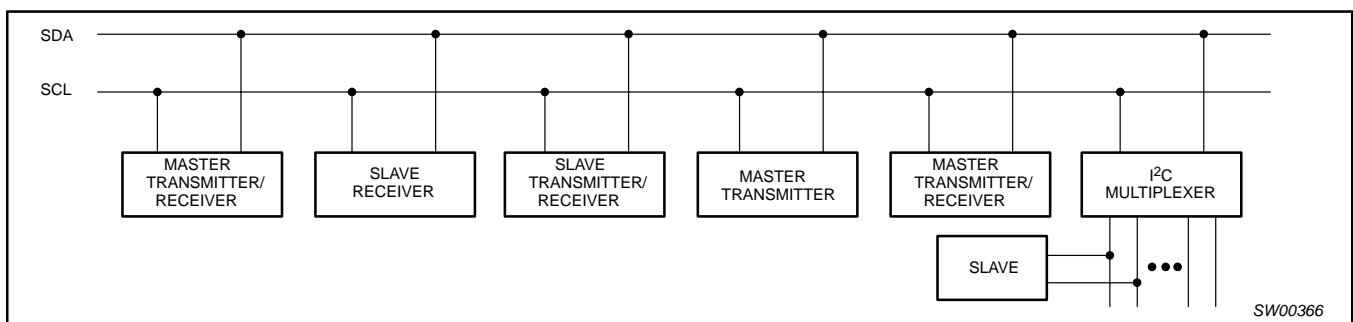 SDA
SCL
MASTER
TRANSMITTER/
RECEIVER
SLAVE
RECEIVER
SLAVE
TRANSMITTER/
RECEIVER
MASTER
TRANSMITTER
MASTER
TRANSMITTER/
RECEIVER
I²C
MULTIPLEXER
SLAVE
SW00366